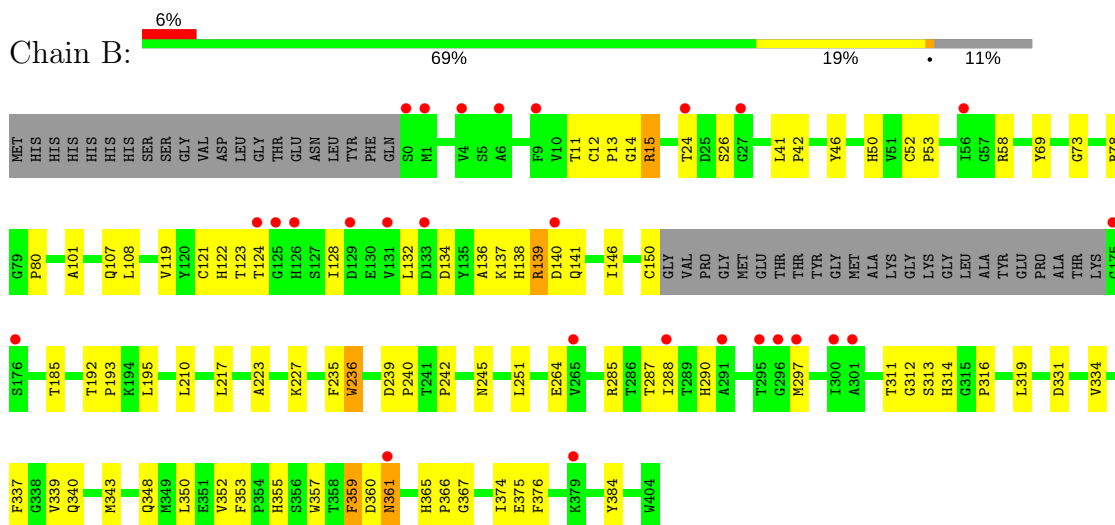 6%
Chain B:
69% 19% • 11%
MET HIS HIS HIS HIS HIS HIS SER SER GLY VAL ASP LEU GLY THR GLU ASN LEU TYR PHE GLN S0 M1 V4 S5 A6 F9 V10 T11 C12 P13 G14 R15 T24 D25 S26 G27 L41 P42 Y46 H50 V51 C52 P53 I56 G57 R58 Y69 G73 R78
G79 P80 A101 Q107 L108 V119 Y120 C121 H122 T123 T124 G125 H126 S127 I128 D129 E130 V131 L132 D133 D134 Y135 A136 K137 H138 R139 D140 Q141 I146 C150 GLY VAL PRO GLY MET GLU THR THR TYR GLY MET ALA LYS GLY LYS GLY LEU ALA TYR GLU PRO ALA THR LYS G175
S176 T185 T192 P193 K194 L195 L210 L217 A223 K227 F235 W236 D239 P240 T241 P242 N245 L251 E264 V265 R285 T286 T287 I288 T289 H290 A291 T295 G296 M297 I300 A301 T311 G312 S313 H314 G315 P316 L319 D331 V334
F337 G338 V339 Q340 M343 Q348 M349 L350 E351 V352 F353 P354 H355 S356 W357 T358 F359 D360 N361 H365 P366 G367 I374 E375 F376 K379 Y384 W404